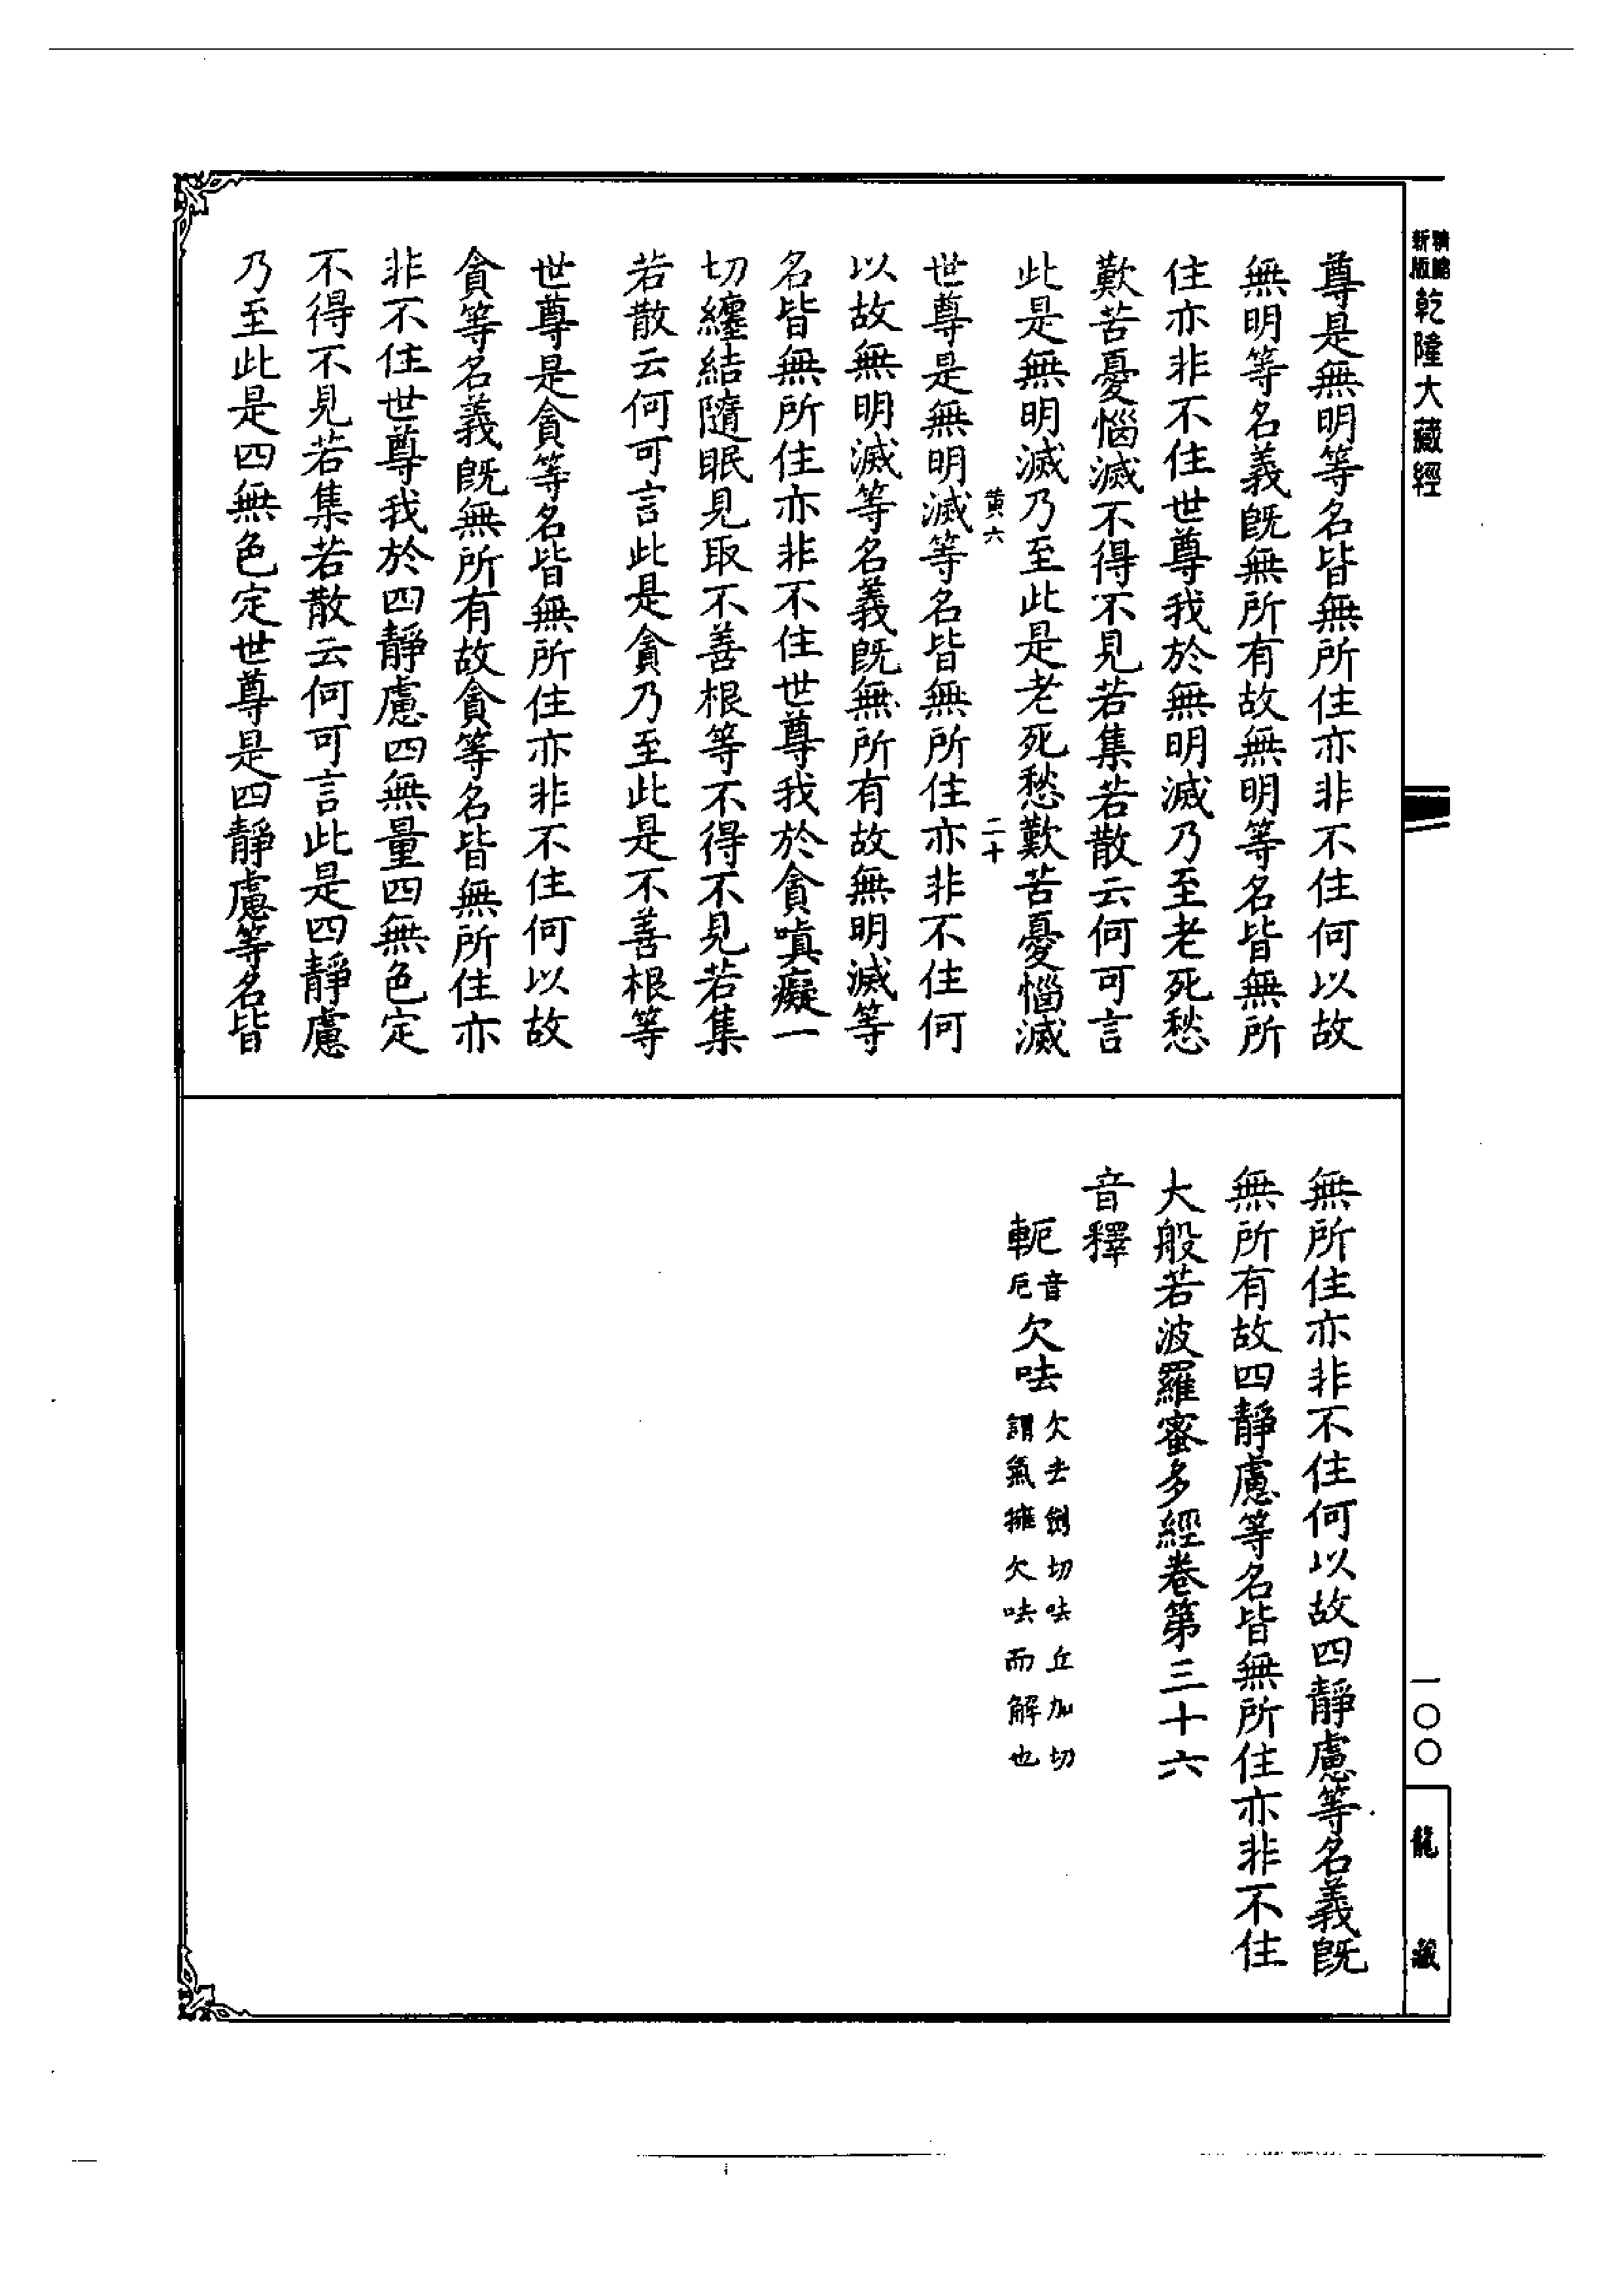 新版
精縮
乾隆大藏經
一〇〇
龍藏
尊是無明等名皆無所住亦非不住何以故
無明等名義既無所有故無明等名皆無所
住亦非不住世尊我於無明滅乃至老死愁
歎苦憂惱滅不得不見若集若散云何可言
此是無明滅乃至此是老死愁歎苦憂惱滅
黄六
二十
世尊是無明滅等名皆無所住亦非不住何
以故無明滅等名義既無所有故無明滅等
名皆無所住亦非不住世尊我於貪嗔癡一
切纏結隨眠見取不善根等不得不見若集
若散云何可言此是貪乃至此是不善根等
世尊是貪等名皆無所住亦非不住何以故
貪等名義既無所有故貪等名皆無所住亦
非不住世尊我於四靜慮四無量四無色定
不得不見若集若散云何可言此是四靜慮
乃至此是四無色定世尊是四靜慮等名皆
無所住亦非不住何以故四靜慮等名義既
無所有故四靜慮等名皆無所住亦非不住
大般若波羅蜜多經卷第三十六
音釋
軛
音
厄
欠呿
欠去劒切呿丘加切
謂氣擁欠呿而解也